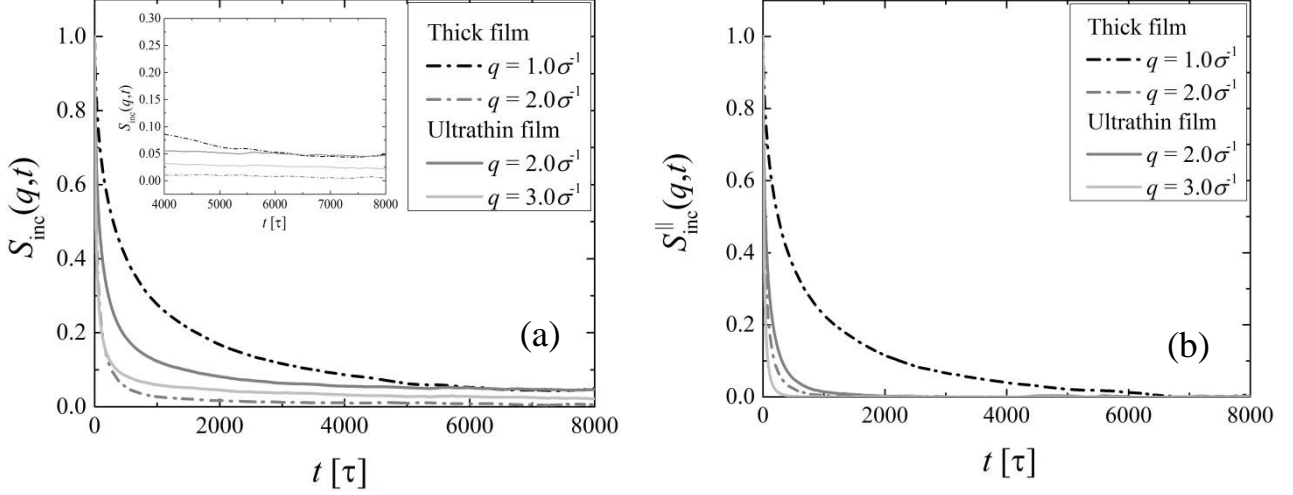 1.0
0.8
0.6
0.4
0.2
0.0
0 2000 4000 6000 8000
S_inc(q,t)
t [τ]
0.30
0.25
0.20
0.15
0.10
0.05
0.00
4000 5000 6000 7000 8000
S_inc(q,t)
t [τ]
Thick film
q = 1.0σ⁻¹
q = 2.0σ⁻¹
Ultrathin film
q = 2.0σ⁻¹
q = 3.0σ⁻¹
(a)
1.0
0.8
0.6
0.4
0.2
0.0
0 2000 4000 6000 8000
S_inc^||(q,t)
t [τ]
Thick film
q = 1.0σ⁻¹
q = 2.0σ⁻¹
Ultrathin film
q = 2.0σ⁻¹
q = 3.0σ⁻¹
(b)